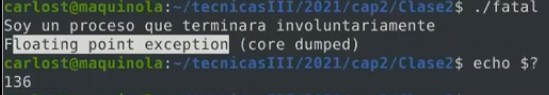 carlost@maquinola:~/tecnicasIII/2021/cap2/Clase2$ ./fatal
Soy un proceso que terminara involuntariamente
Floating point exception (core dumped)
carlost@maquinola:~/tecnicasIII/2021/cap2/Clase2$ echo $?
136